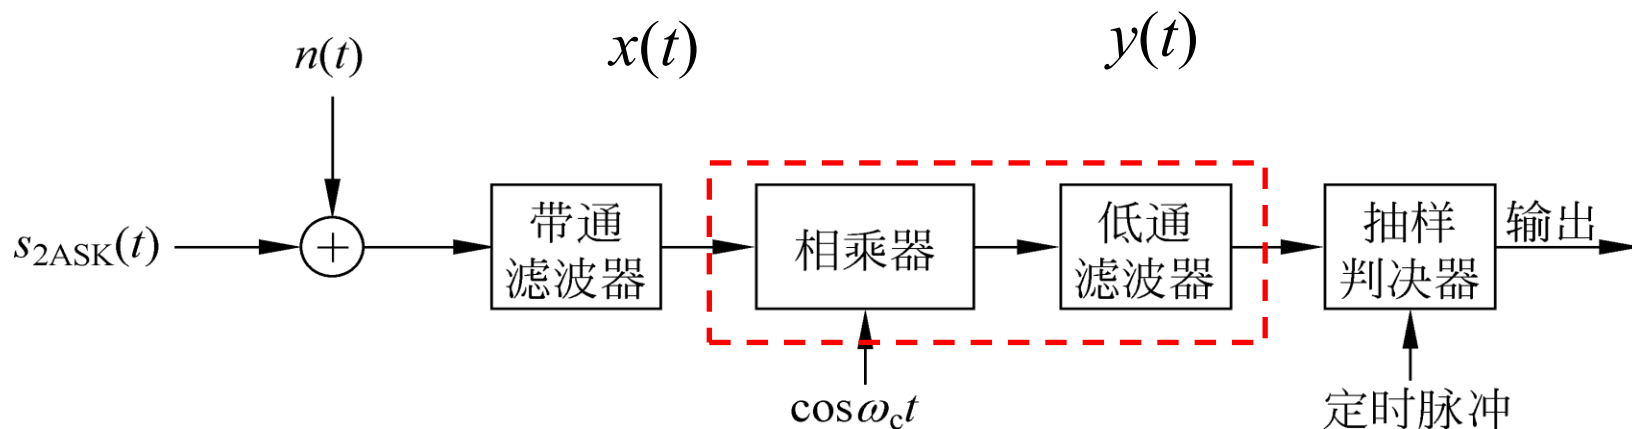 n(t)
x(t)
y(t)
s2ASK(t)
+
带通
滤波器
相乘器
低通
滤波器
抽样
判决器
输出
cosωct
定时脉冲